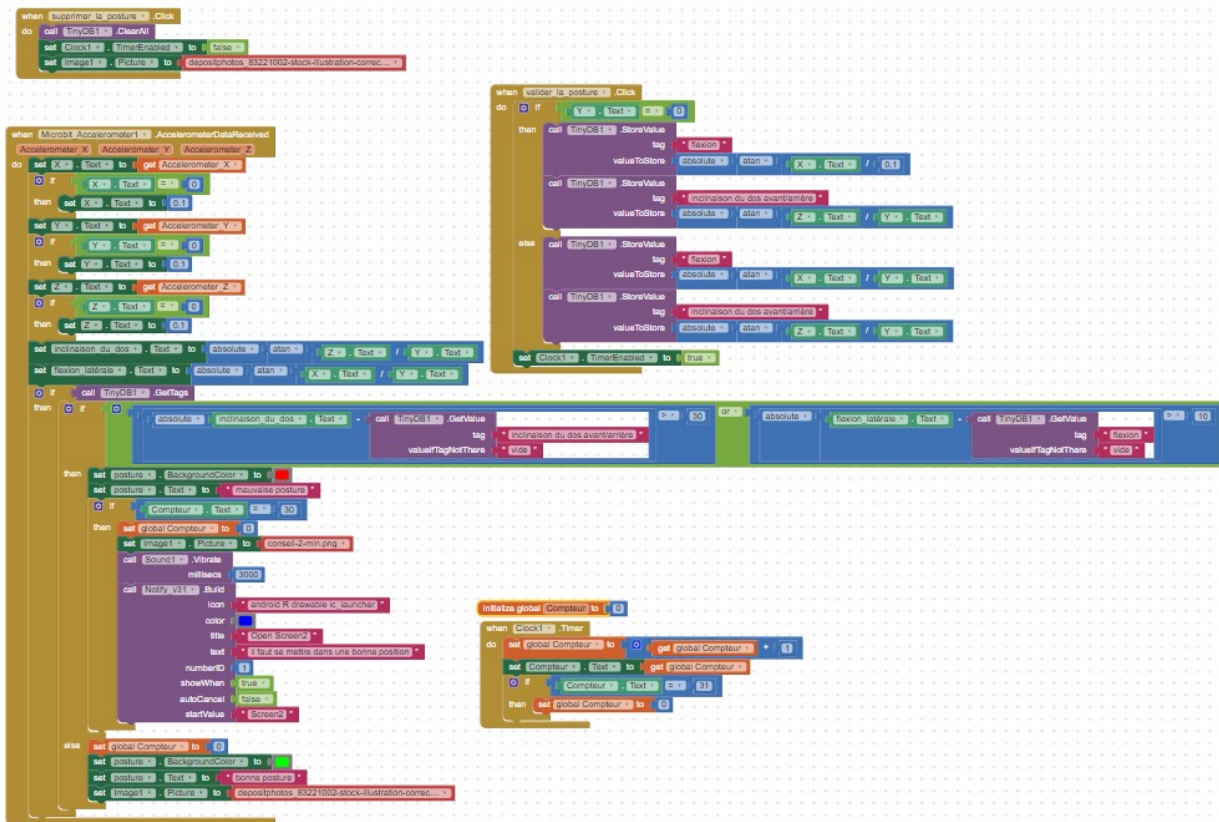 when supprimer_la_posture .Click
do call TinyDB1 .ClearAll
set Clock1 . TimerEnabled to false
set Image1 . Picture to depositphotos_83221002-stock-illustration-correc...
when valider_la_posture .Click
do if Y . Text = 0
then call TinyDB1 .StoreValue
tag "flexion"
valueToStore absolute atan X . Text / 0.1
call TinyDB1 .StoreValue
tag "inclinaison du dos avant/arrière"
valueToStore absolute atan Z . Text / Y . Text
else call TinyDB1 .StoreValue
tag "flexion"
valueToStore absolute atan X . Text / Y . Text
call TinyDB1 .StoreValue
tag "inclinaison du dos avant/arrière"
valueToStore absolute atan Z . Text / Y . Text
set Clock1 . TimerEnabled to true
when Microbit_Accelerometer1 .AccelerometerDataReceived
Accelerometer_X Accelerometer_Y Accelerometer_Z
do set X . Text to get Accelerometer_X
if X . Text = 0
then set X . Text to 0.1
set Y . Text to get Accelerometer_Y
if Y . Text = 0
then set Y . Text to 0.1
set Z . Text to get Accelerometer_Z
if Z . Text = 0
then set Z . Text to 0.1
set inclinaison_du_dos . Text to absolute atan Z . Text / Y . Text
set flexion_latérale . Text to absolute atan X . Text / Y . Text
if call TinyDB1 .GetTags
then if absolute inclinaison_du_dos . Text - call TinyDB1 .GetValue > 30 or absolute flexion_latérale . Text - call TinyDB1 .GetValue > 10
tag "inclinaison du dos avant/arrière" tag "flexion"
valueIfTagNotThere "vide" valueIfTagNotThere "vide"
then set posture . BackgroundColor to
set posture . Text to "mauvaise posture"
if Compteur . Text = 30
then set global Compteur to 0
set Image1 . Picture to conseil-2-min.png
call Sound1 .Vibrate
millisecs 3000
call Notify_v31 .Build
icon "android R drawable ic_launcher"
color
title "Open Screen2"
text "il faut se mettre dans une bonne position"
numberID 1
showWhen true
autoCancel false
startValue "Screen2"
else set global Compteur to 0
set posture . BackgroundColor to
set posture . Text to "bonne posture"
set Image1 . Picture to depositphotos_83221002-stock-illustration-correc...
initialize global Compteur to 0
when Clock1 .Timer
do set global Compteur to get global Compteur + 1
set Compteur . Text to get global Compteur
if Compteur . Text = 31
then set global Compteur to 0